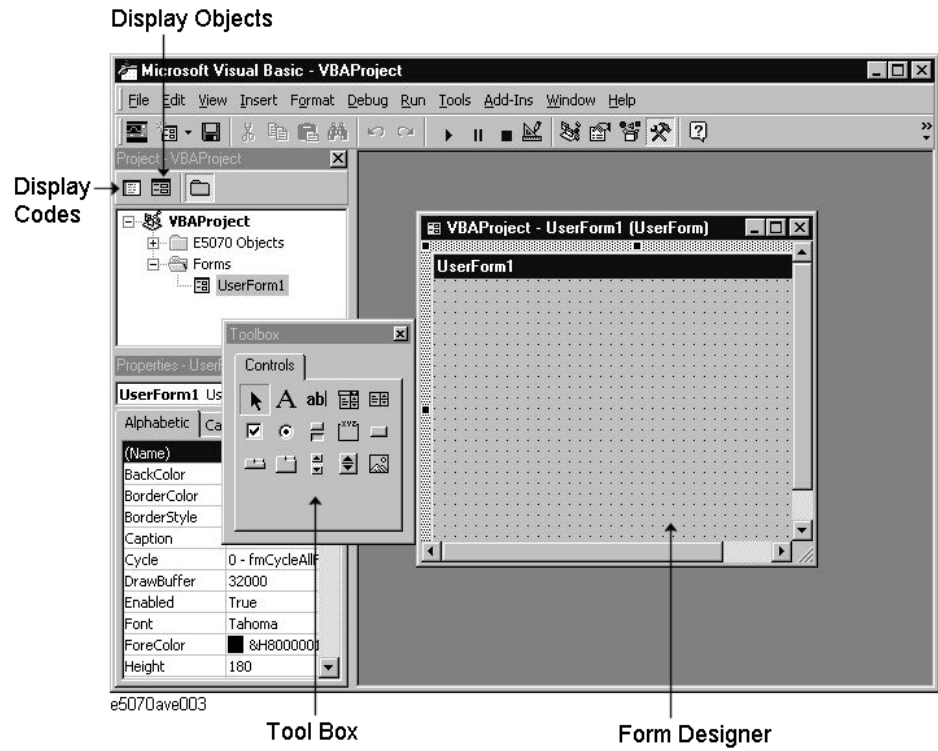 Display Objects
Microsoft Visual Basic - VBAProject
File Edit View Insert Format Debug Run Tools Add-Ins Window Help
Project - VBAProject
Display
Codes
VBAProject
E5070 Objects
Forms
UserForm1
VBAProject - UserForm1 (UserForm)
UserForm1
Toolbox
Controls
A abl
XYZ
Properties - UserF
UserForm1 Us
Alphabetic Ca
(Name)
BackColor
BorderColor
BorderStyle
Caption
Cycle 0 - fmCycleAllF
DrawBuffer 32000
Enabled True
Font Tahoma
ForeColor &H8000001
Height 180
e5070ave003
Tool Box
Form Designer